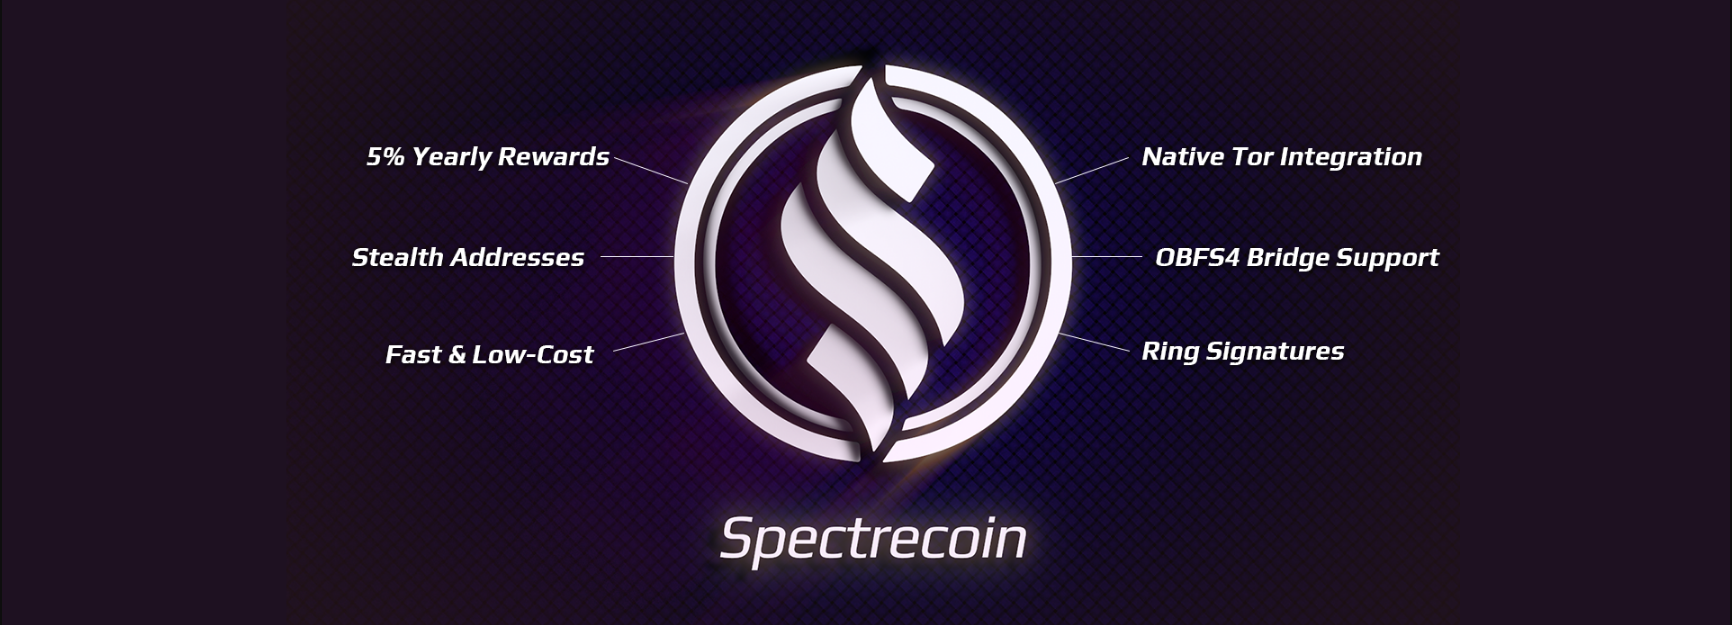 5% Yearly Rewards
Native Tor Integration
Stealth Addresses
OBFS4 Bridge Support
Fast & Low-Cost
Ring Signatures
Spectrecoin